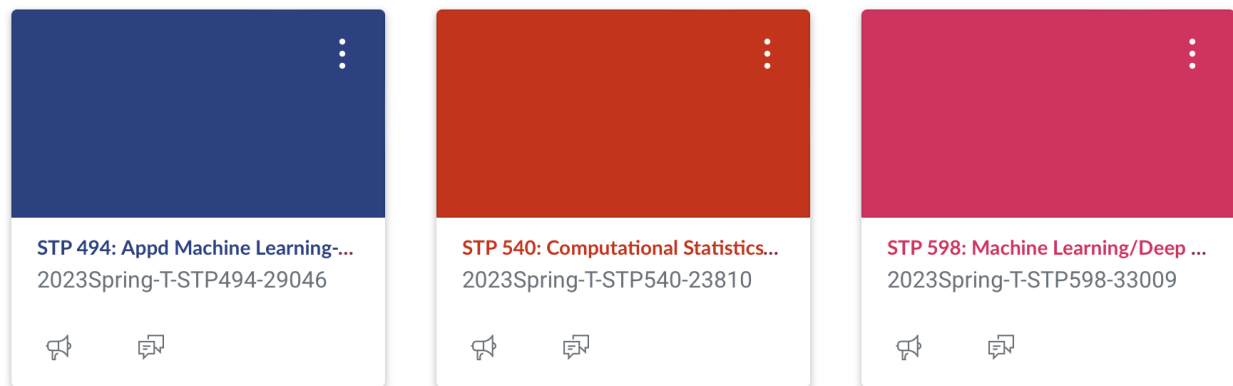 STP 494: Appd Machine Learning-...
2023Spring-T-STP494-29046
STP 540: Computational Statistics...
2023Spring-T-STP540-23810
STP 598: Machine Learning/Deep ...
2023Spring-T-STP598-33009